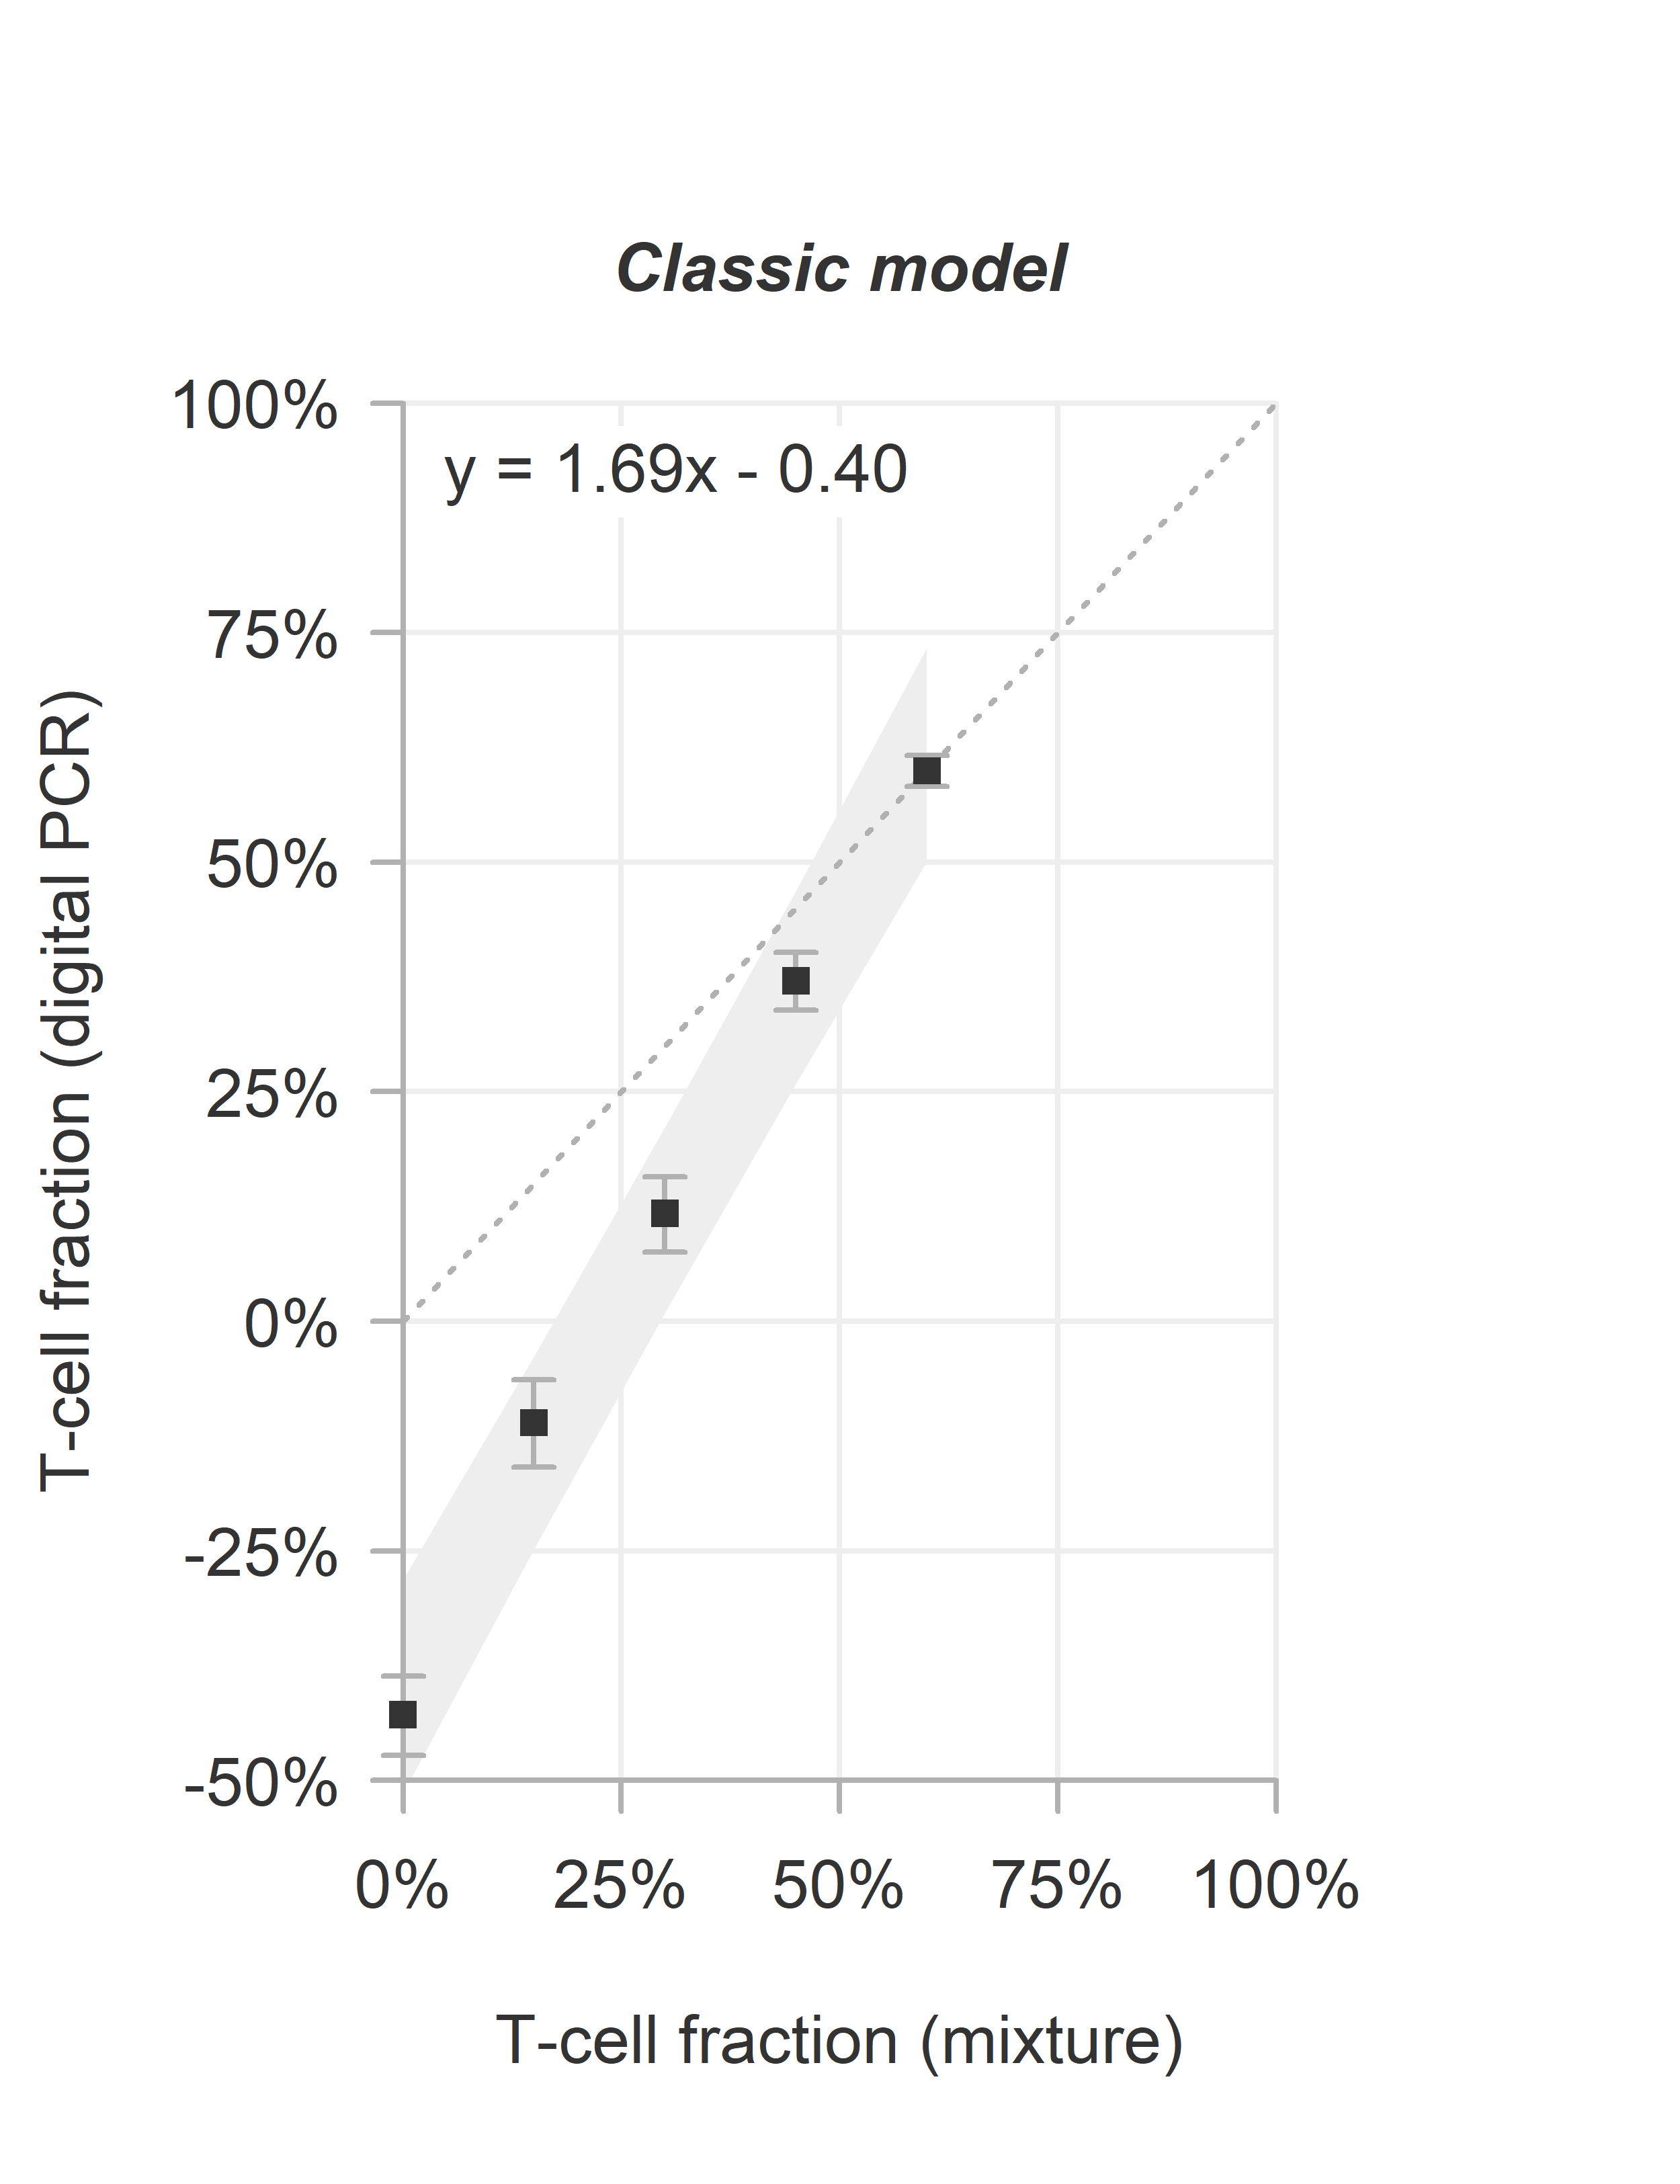 Classic model
100%
y = 1.69x - 0.40
75%
50%
25%
0%
-25%
-50%
T-cell fraction (digital PCR)
0% 25% 50% 75% 100%
T-cell fraction (mixture)